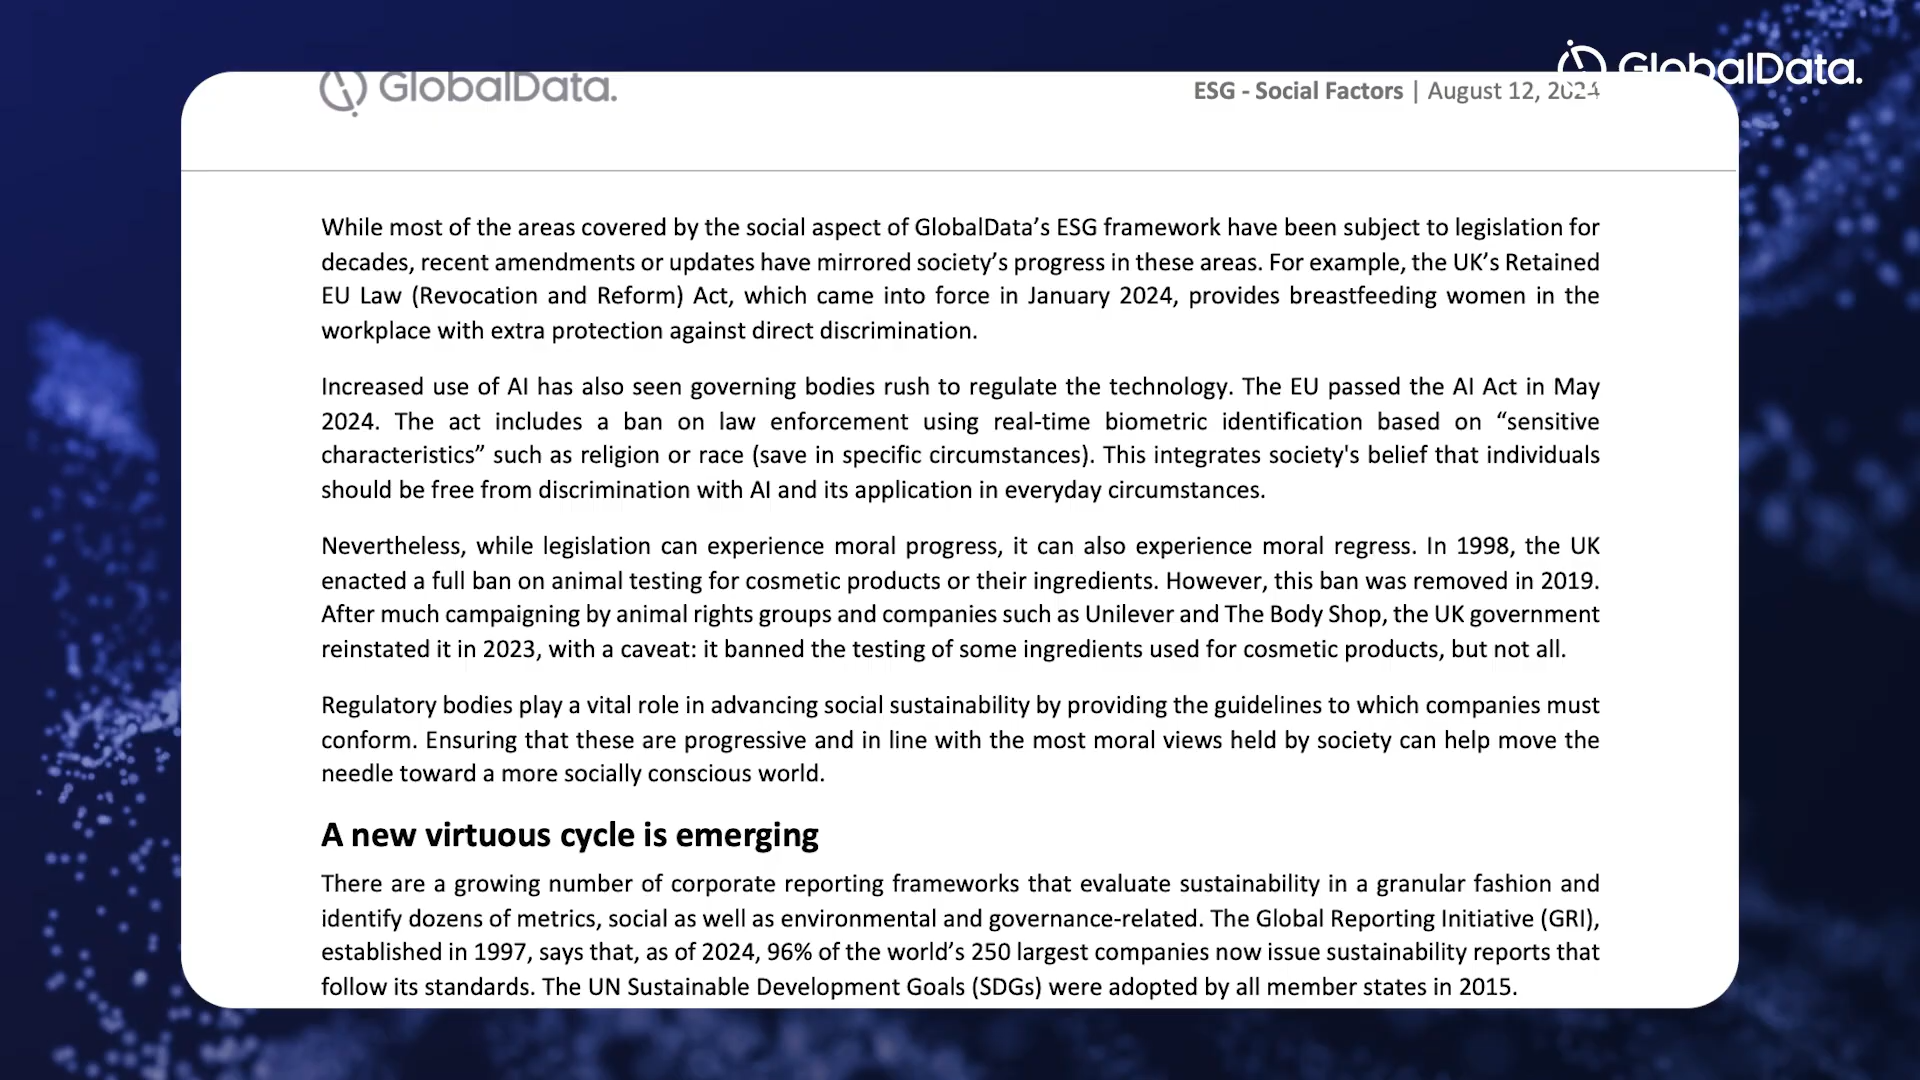 GlobalData.
GlobalData.
ESG - Social Factors | August 12, 2024
While most of the areas covered by the social aspect of GlobalData’s ESG framework have been subject to legislation for
decades, recent amendments or updates have mirrored society’s progress in these areas. For example, the UK’s Retained
EU Law (Revocation and Reform) Act, which came into force in January 2024, provides breastfeeding women in the
workplace with extra protection against direct discrimination.
Increased use of AI has also seen governing bodies rush to regulate the technology. The EU passed the AI Act in May
2024. The act includes a ban on law enforcement using real-time biometric identification based on “sensitive
characteristics” such as religion or race (save in specific circumstances). This integrates society's belief that individuals
should be free from discrimination with AI and its application in everyday circumstances.
Nevertheless, while legislation can experience moral progress, it can also experience moral regress. In 1998, the UK
enacted a full ban on animal testing for cosmetic products or their ingredients. However, this ban was removed in 2019.
After much campaigning by animal rights groups and companies such as Unilever and The Body Shop, the UK government
reinstated it in 2023, with a caveat: it banned the testing of some ingredients used for cosmetic products, but not all.
Regulatory bodies play a vital role in advancing social sustainability by providing the guidelines to which companies must
conform. Ensuring that these are progressive and in line with the most moral views held by society can help move the
needle toward a more socially conscious world.
A new virtuous cycle is emerging
There are a growing number of corporate reporting frameworks that evaluate sustainability in a granular fashion and
identify dozens of metrics, social as well as environmental and governance-related. The Global Reporting Initiative (GRI),
established in 1997, says that, as of 2024, 96% of the world’s 250 largest companies now issue sustainability reports that
follow its standards. The UN Sustainable Development Goals (SDGs) were adopted by all member states in 2015.